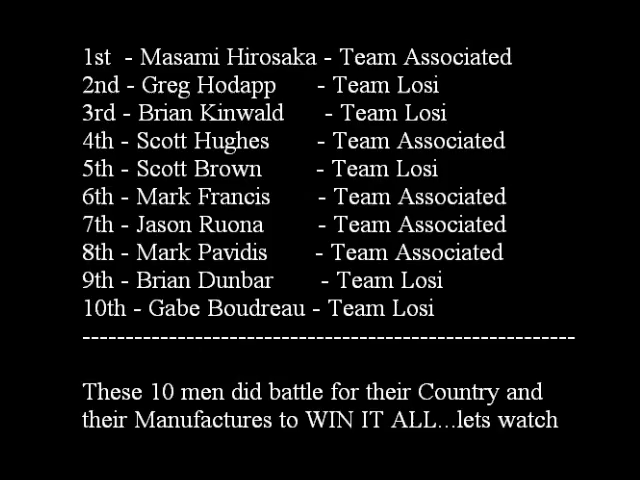 1st - Masami Hirosaka - Team Associated
2nd - Greg Hodapp - Team Losi
3rd - Brian Kinwald - Team Losi
4th - Scott Hughes - Team Associated
5th - Scott Brown - Team Losi
6th - Mark Francis - Team Associated
7th - Jason Ruona - Team Associated
8th - Mark Pavidis - Team Associated
9th - Brian Dunbar - Team Losi
10th - Gabe Boudreau - Team Losi
-----------------------------------------------------------
These 10 men did battle for their Country and
their Manufactures to WIN IT ALL...lets watch